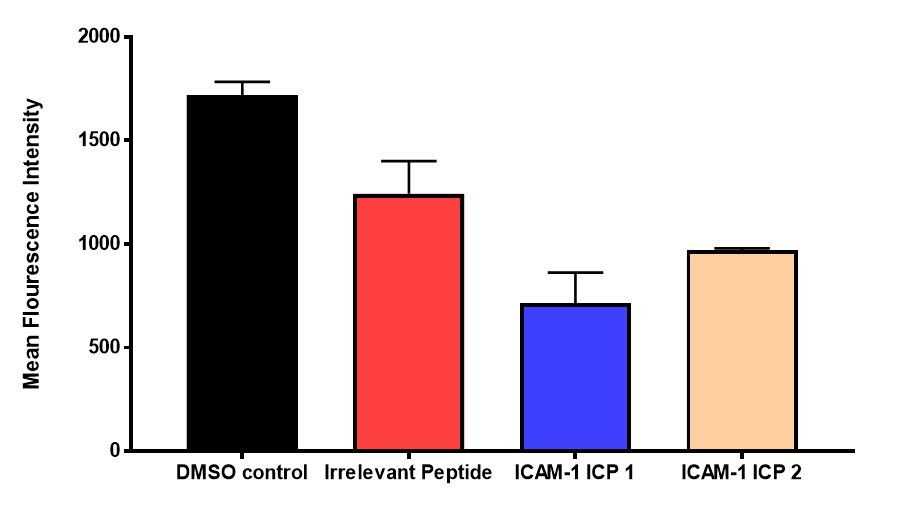 2000
1500
1000
500
0
Mean Flourescence Intensity
DMSO control
Irrelevant Peptide
ICAM-1 ICP 1
ICAM-1 ICP 2